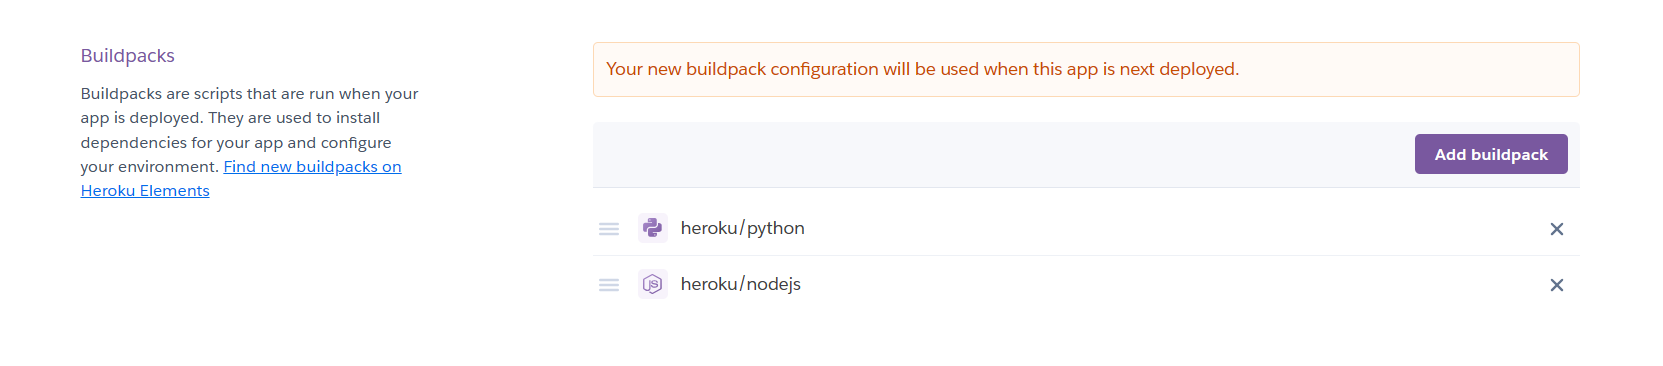 Buildpacks
Buildpacks are scripts that are run when your
app is deployed. They are used to install
dependencies for your app and configure
your environment. Find new buildpacks on
Heroku Elements
Your new buildpack configuration will be used when this app is next deployed.
Add buildpack
heroku/python
JS
heroku/nodejs